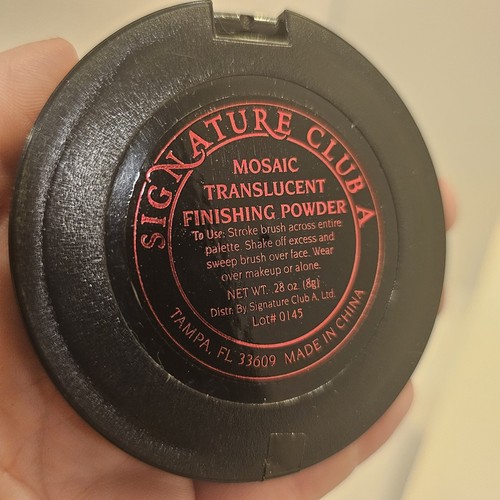 SIGNATURE CLUB A
MOSAIC
TRANSLUCENT
FINISHING POWDER
To Use: Stroke brush across entire
palette. Shake off excess and
sweep brush over face. Wear
over makeup or alone.
NET WT. .28 oz. (8g)
Distr. By Signature Club A, Ltd.
Lot# 0145
TAMPA, FL 33609 MADE IN CHINA